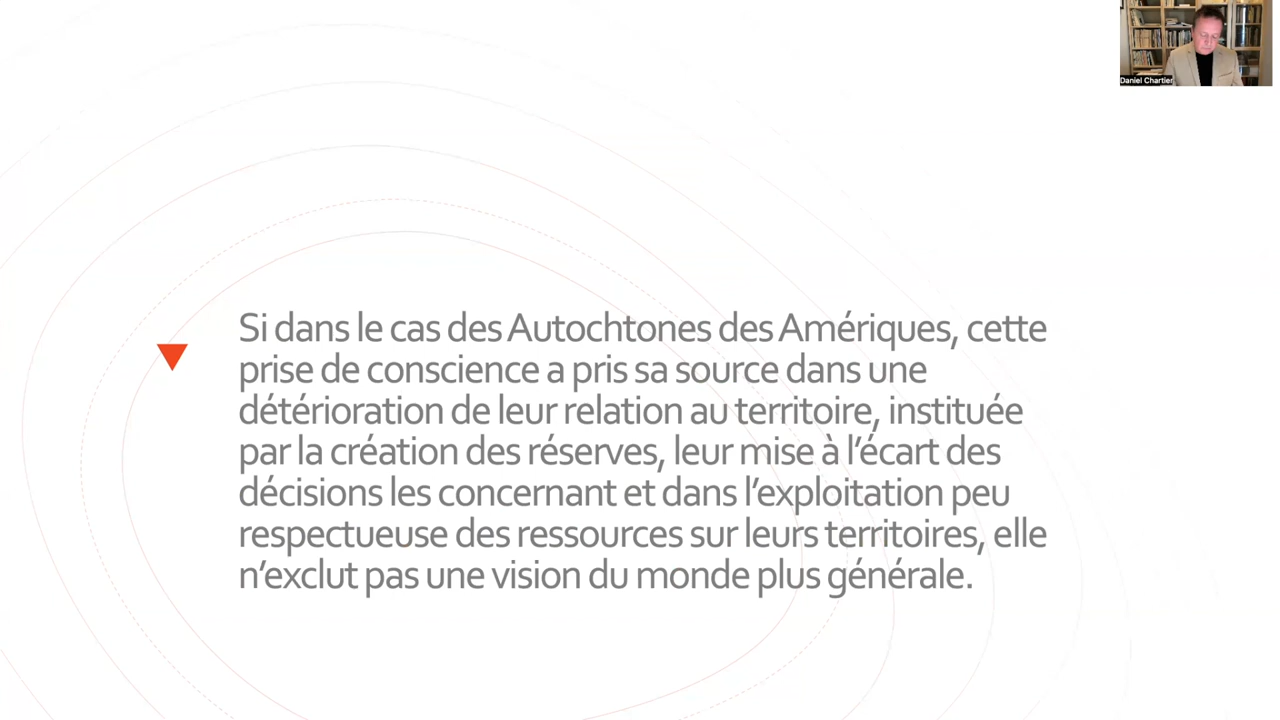 Daniel Chartier
Si dans le cas des Autochtones des Amériques, cette
prise de conscience a pris sa source dans une
détérioration de leur relation au territoire, instituée
par la création des réserves, leur mise à l’écart des
décisions les concernant et dans l’exploitation peu
respectueuse des ressources sur leurs territoires, elle
n’exclut pas une vision du monde plus générale.